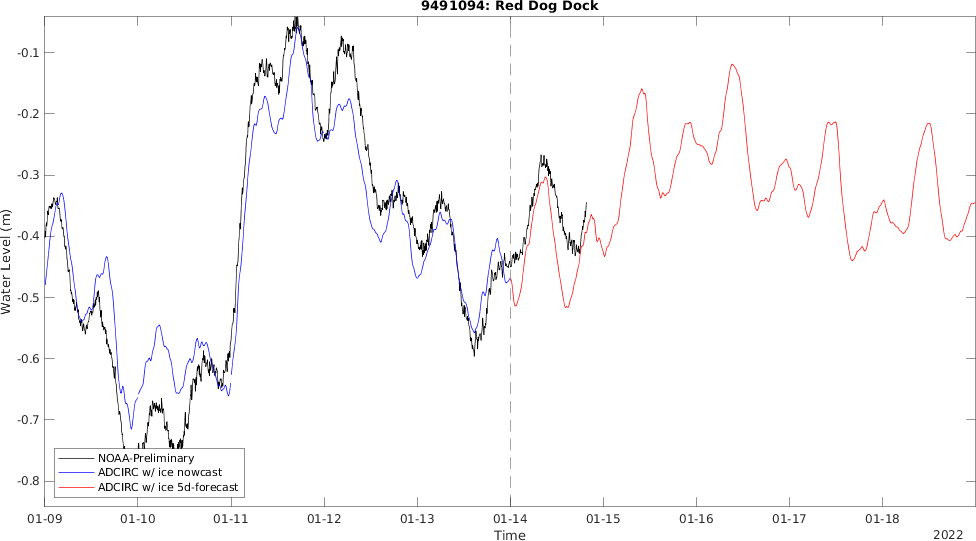 9491094: Red Dog Dock
-0.1
-0.2
-0.3
-0.4
-0.5
-0.6
-0.7
-0.8
Water Level (m)
NOAA-Preliminary
ADCIRC w/ ice nowcast
ADCIRC w/ ice 5d-forecast
01-09 01-10 01-11 01-12 01-13 01-14 01-15 01-16 01-17 01-18
Time
2022